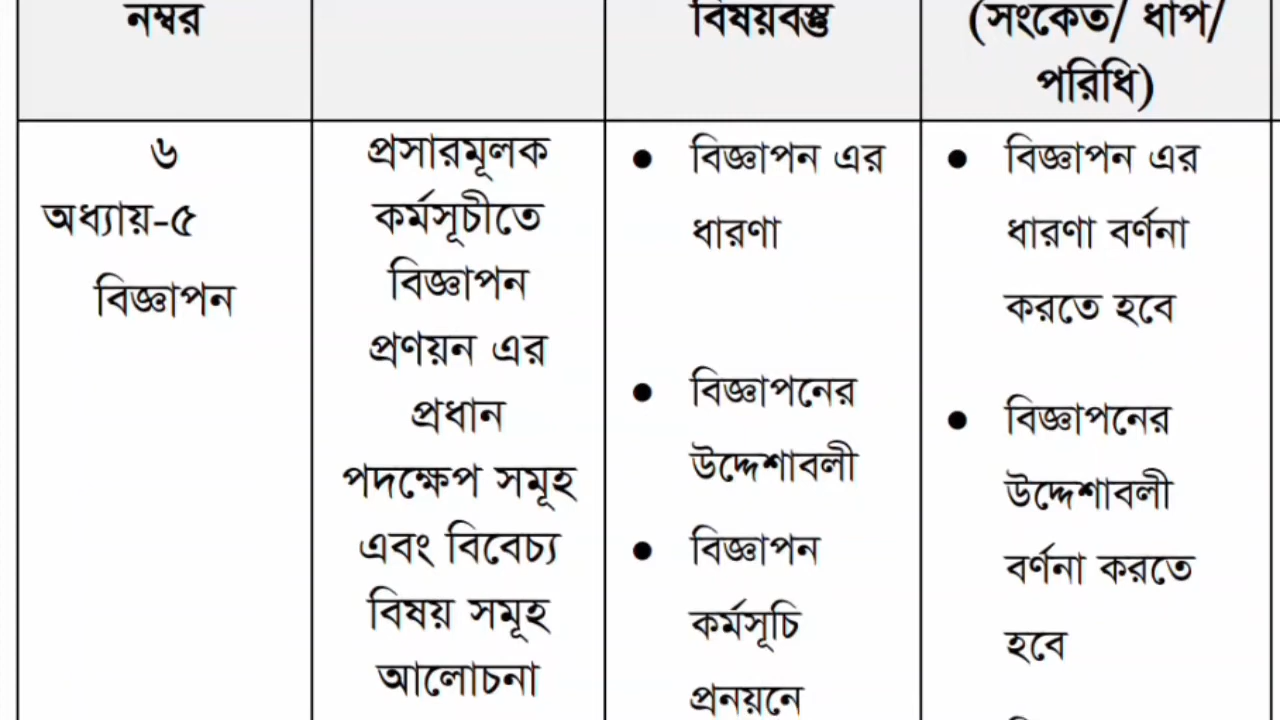 নম্বর
বিষয়বস্তু
(সংকেত/ ধাপ/
পরিধি)
৬
অধ্যায়-৫
বিজ্ঞাপন
প্রসারমূলক
কর্মসূচীতে
বিজ্ঞাপন
প্রণয়ন এর
প্রধান
পদক্ষেপ সমূহ
এবং বিবেচ্য
বিষয় সমূহ
আলোচনা
● বিজ্ঞাপন এর
ধারণা
● বিজ্ঞাপনের
উদ্দেশাবলী
● বিজ্ঞাপন
কর্মসূচি
প্রনয়নে
● বিজ্ঞাপন এর
ধারণা বর্ণনা
করতে হবে
● বিজ্ঞাপনের
উদ্দেশাবলী
বর্ণনা করতে
হবে